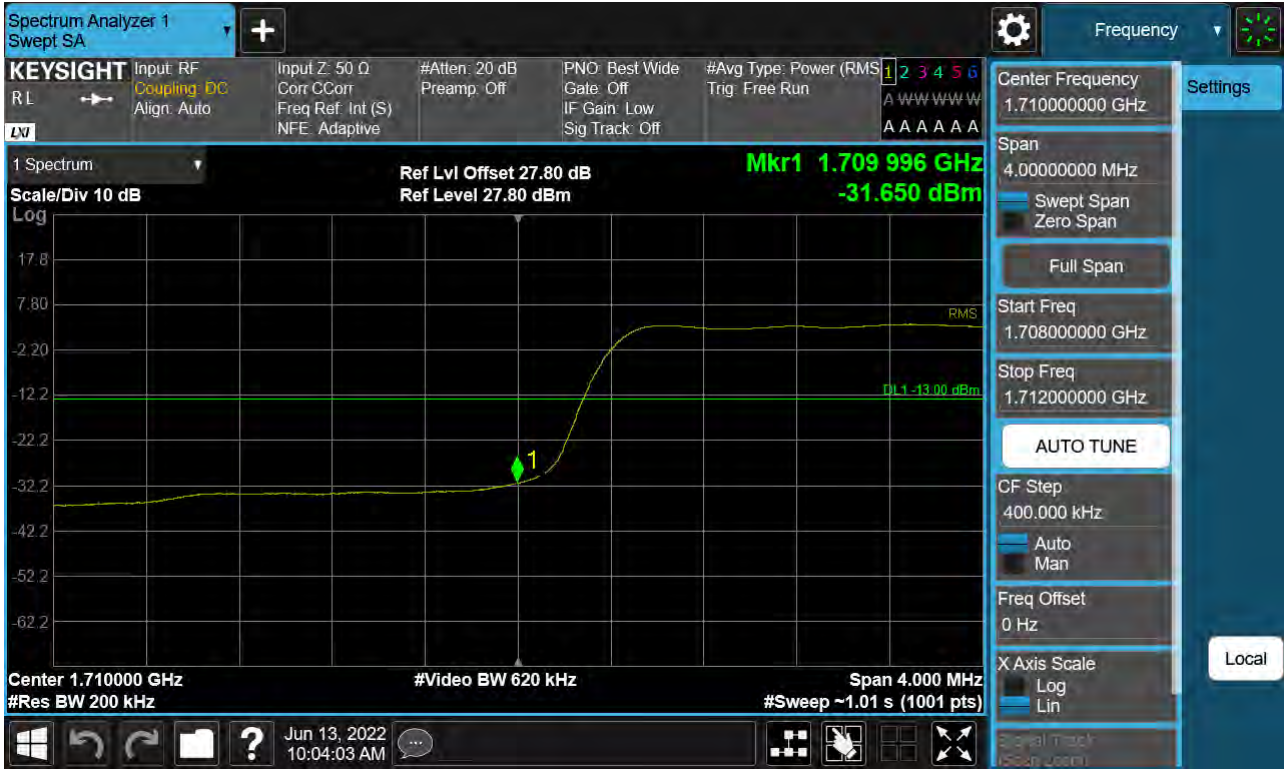 Spectrum Analyzer 1
Swept SA
Frequency
KEYSIGHT
RL
LXI
Input: RF
Coupling: DC
Align: Auto
Input Z: 50 Ω
Corr CCorr
Freq Ref: Int (S)
NFE: Adaptive
#Atten: 20 dB
Preamp: Off
PNO: Best Wide
Gate: Off
IF Gain: Low
Sig Track: Off
#Avg Type: Power (RMS
Trig: Free Run
1 2 3 4 5 6
A W W W W W
A A A A A A
1 Spectrum
Scale/Div 10 dB
Log
Ref Lvl Offset 27.80 dB
Ref Level 27.80 dBm
Mkr1 1.709 996 GHz
-31.650 dBm
17.8
7.80
-2.20
-12.2
-22.2
-32.2
-42.2
-52.2
-62.2
RMS
DL1 -13.00 dBm
1
Center 1.710000 GHz
#Res BW 200 kHz
#Video BW 620 kHz
Span 4.000 MHz
#Sweep ~1.01 s (1001 pts)
Center Frequency
1.710000000 GHz
Span
4.00000000 MHz
Swept Span
Zero Span
Full Span
Start Freq
1.708000000 GHz
Stop Freq
1.712000000 GHz
AUTO TUNE
CF Step
400.000 kHz
Auto
Man
Freq Offset
0 Hz
X Axis Scale
Log
Lin
Signal Track
(Span Zoom)
Settings
Local
?
Jun 13, 2022
10:04:03 AM